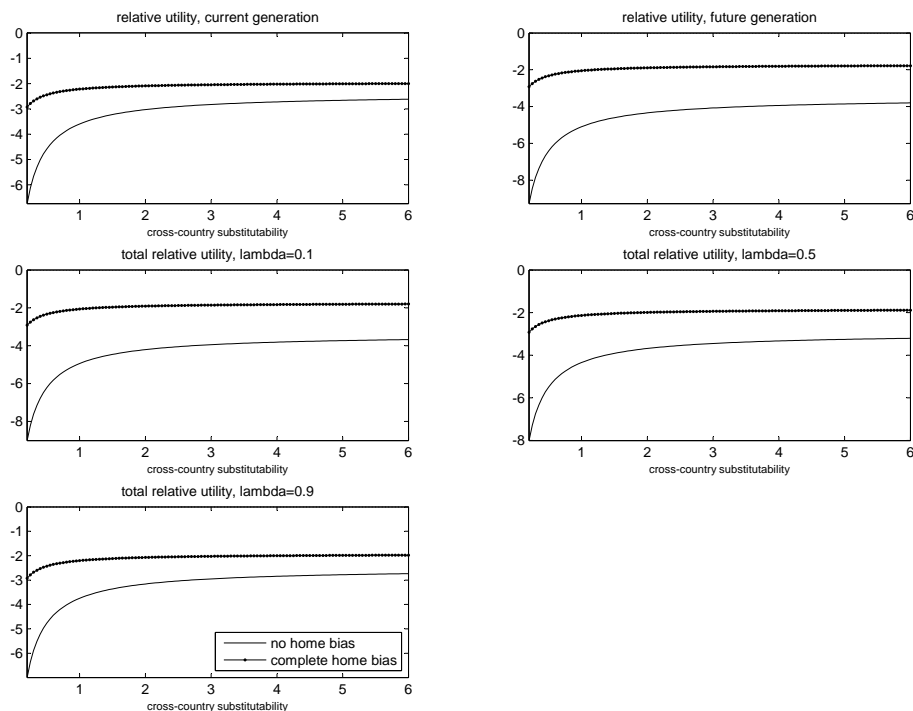 relative utility, current generation
0
-1
-2
-3
-4
-5
-6
1 2 3 4 5 6
cross-country substitutability
relative utility, future generation
0
-2
-4
-6
-8
1 2 3 4 5 6
cross-country substitutability
total relative utility, lambda=0.1
0
-2
-4
-6
-8
1 2 3 4 5 6
cross-country substitutability
total relative utility, lambda=0.5
0
-2
-4
-6
-8
1 2 3 4 5 6
cross-country substitutability
total relative utility, lambda=0.9
0
-1
-2
-3
-4
-5
-6
no home bias
complete home bias
1 2 3 4 5 6
cross-country substitutability